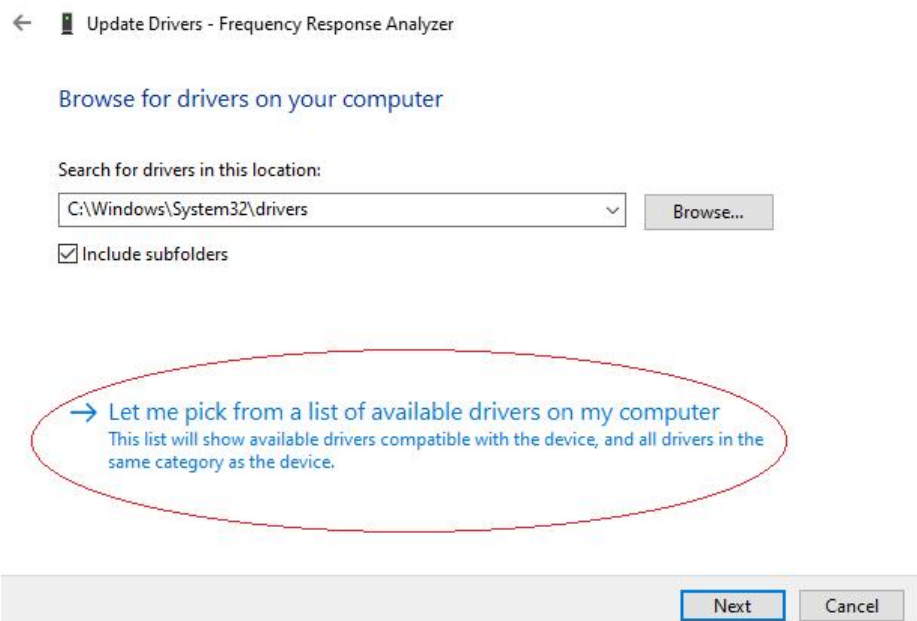 Update Drivers - Frequency Response Analyzer
Browse for drivers on your computer
Search for drivers in this location:
C:\Windows\System32\drivers
Browse...
Include subfolders
Let me pick from a list of available drivers on my computer
This list will show available drivers compatible with the device, and all drivers in the
same category as the device.
Next
Cancel